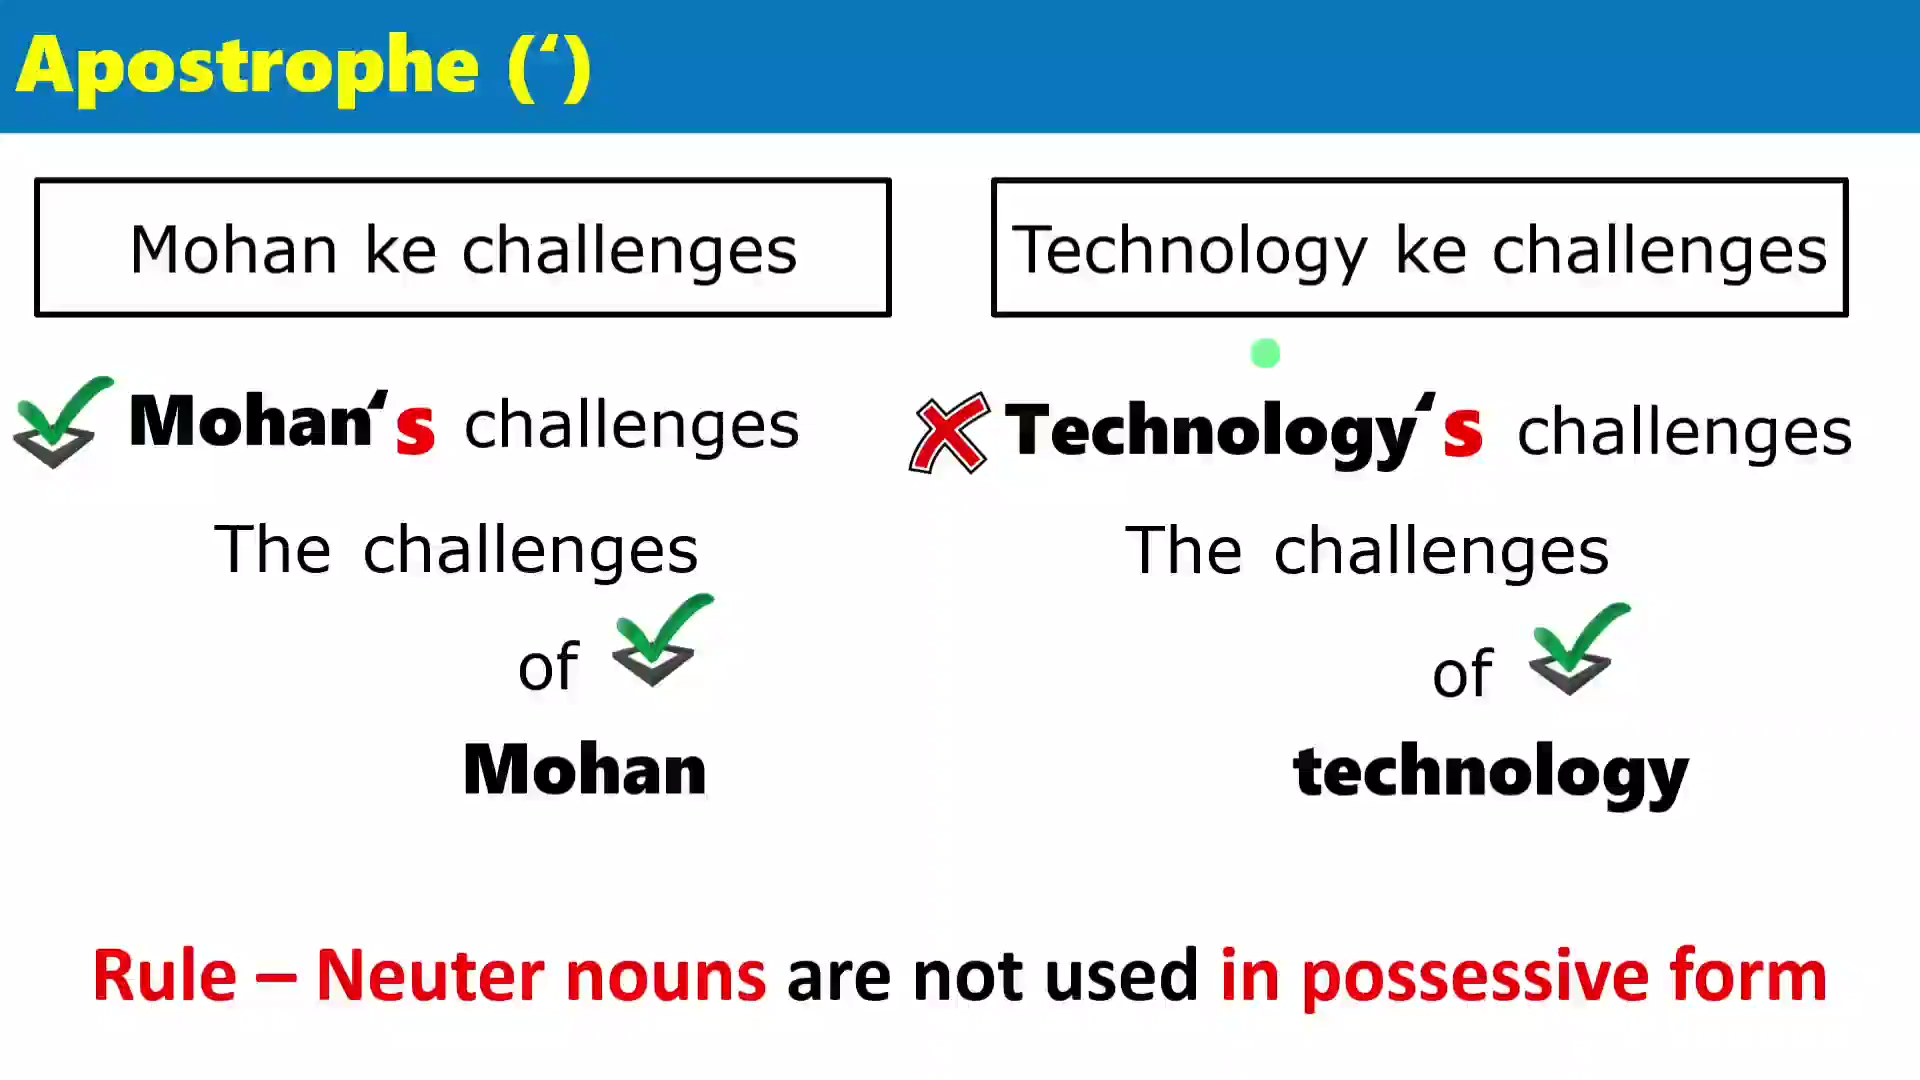 Apostrophe (‘)
Mohan ke challenges
Mohan‘s challenges
The challenges
of
Mohan
Technology ke challenges
Technology‘s challenges
The challenges
of
technology
Rule – Neuter nouns are not used in possessive form